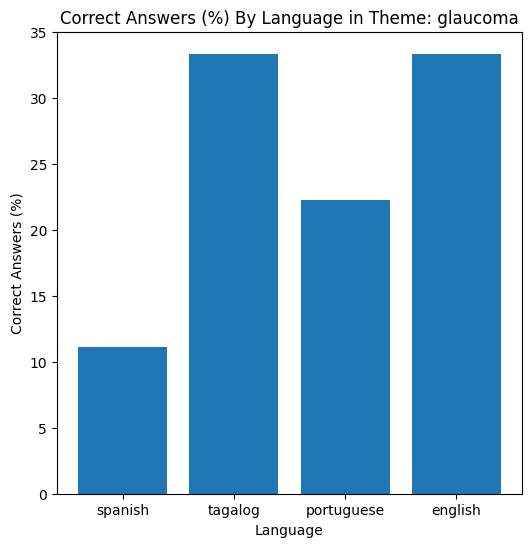 Correct Answers (%) By Language in Theme: glaucoma
35
30
25
20
15
10
5
0
Correct Answers (%)
spanish tagalog portuguese english
Language